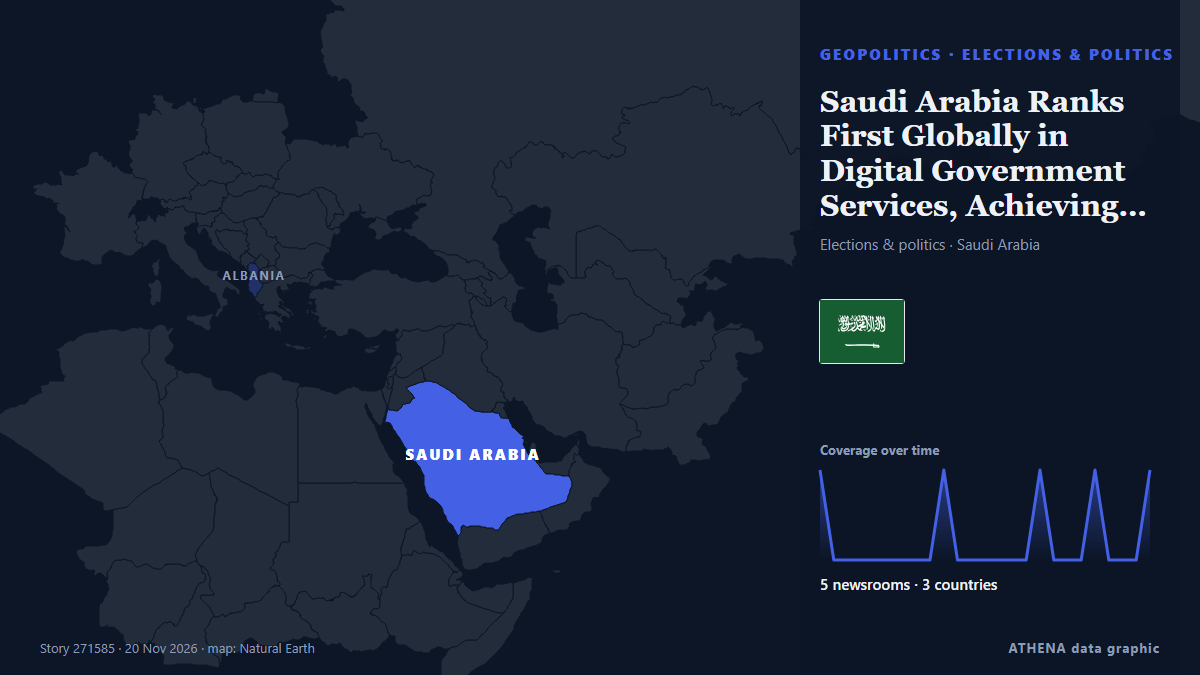 GEOPOLITICS · ELECTIONS & POLITICS
Saudi Arabia Ranks
First Globally in
Digital Government
Services, Achieving...
Elections & politics · Saudi Arabia
ALBANIA
SAUDI ARABIA
Coverage over time
5 newsrooms · 3 countries
Story 271585 · 20 Nov 2026 · map: Natural Earth
ATHENA data graphic